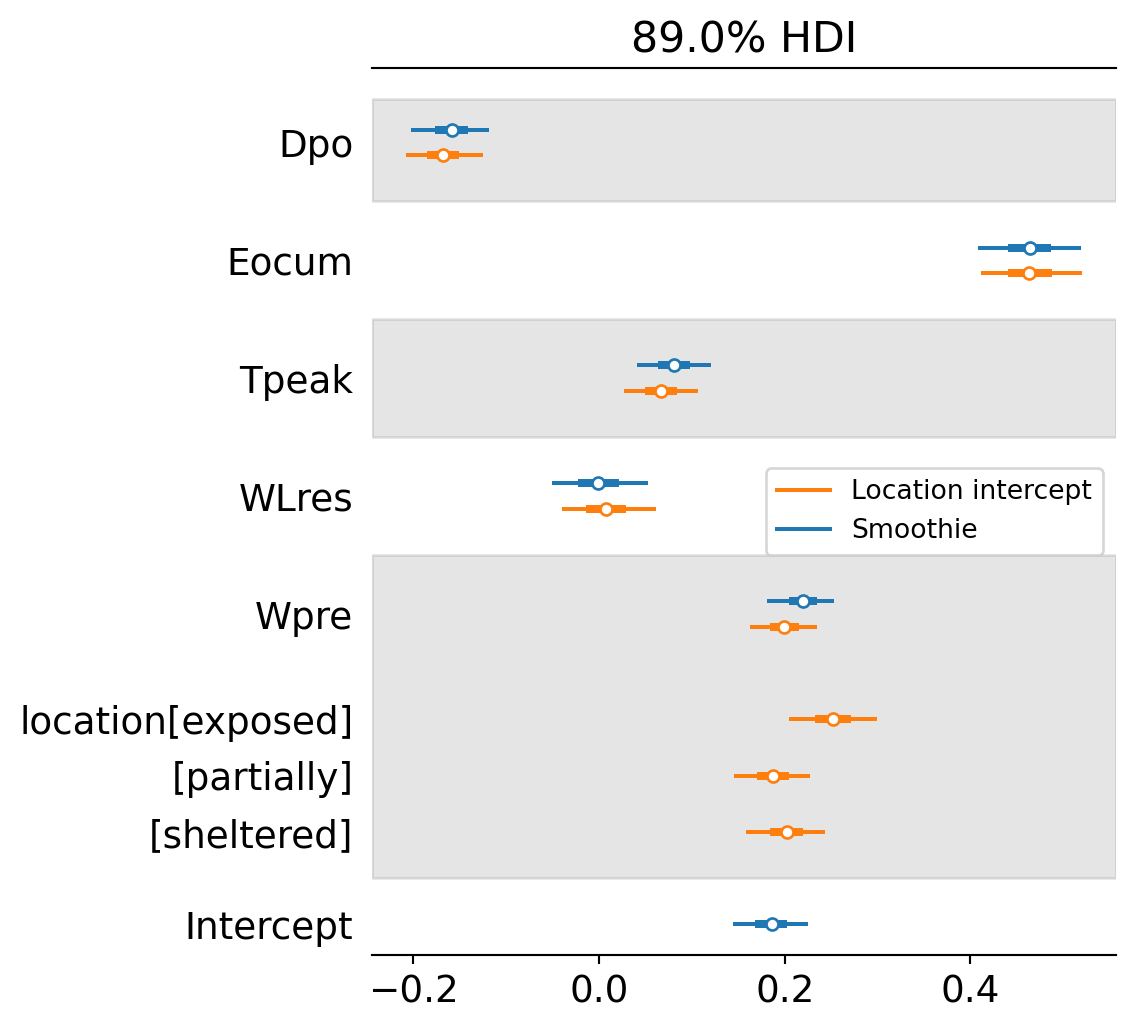 89.0% HDI
Dpo
Eocum
Tpeak
WLres
Location intercept
Smoothie
Wpre
location[exposed]
[partially]
[sheltered]
Intercept
−0.2 0.0 0.2 0.4